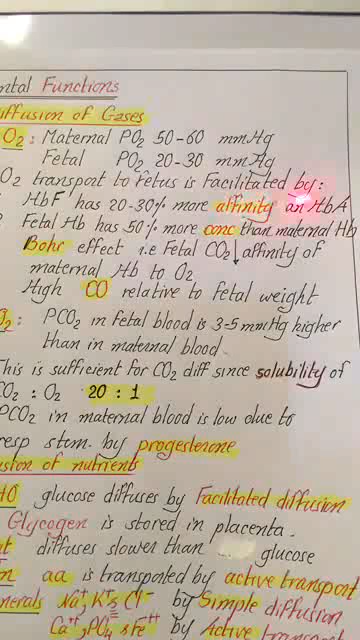 ntal Functions
iffusion of Gases
O2 : Maternal PO2 50-60 mmHg
Fetal PO2 20-30 mmHg
O2 transport to fetus is Facilitated by:
HbF has 20-30% more affinity an HbA
Fetal Hb has 50% more conc than maternal Hb
Bohr effect i.e Fetal CO2 ↓ affinity of
maternal Hb to O2
High CO relative to fetal weight
O2 : PCO2 in fetal blood is 3-5 mmHg higher
than in maternal blood.
This is sufficient for CO2 diff since solubility of
CO2 : O2 20 : 1
PCO2 in maternal blood is low due to
resp stm. by progesterone
usion of nutrients
glucose diffuses by Facilitated diffusion
Glycogen is stored in placenta.
diffuses slower than glucose
aa is transported by active transport
nerals Na+, K+, Cl- by Simple diffusion
Ca++, PO4 & Fe++ by Active transport